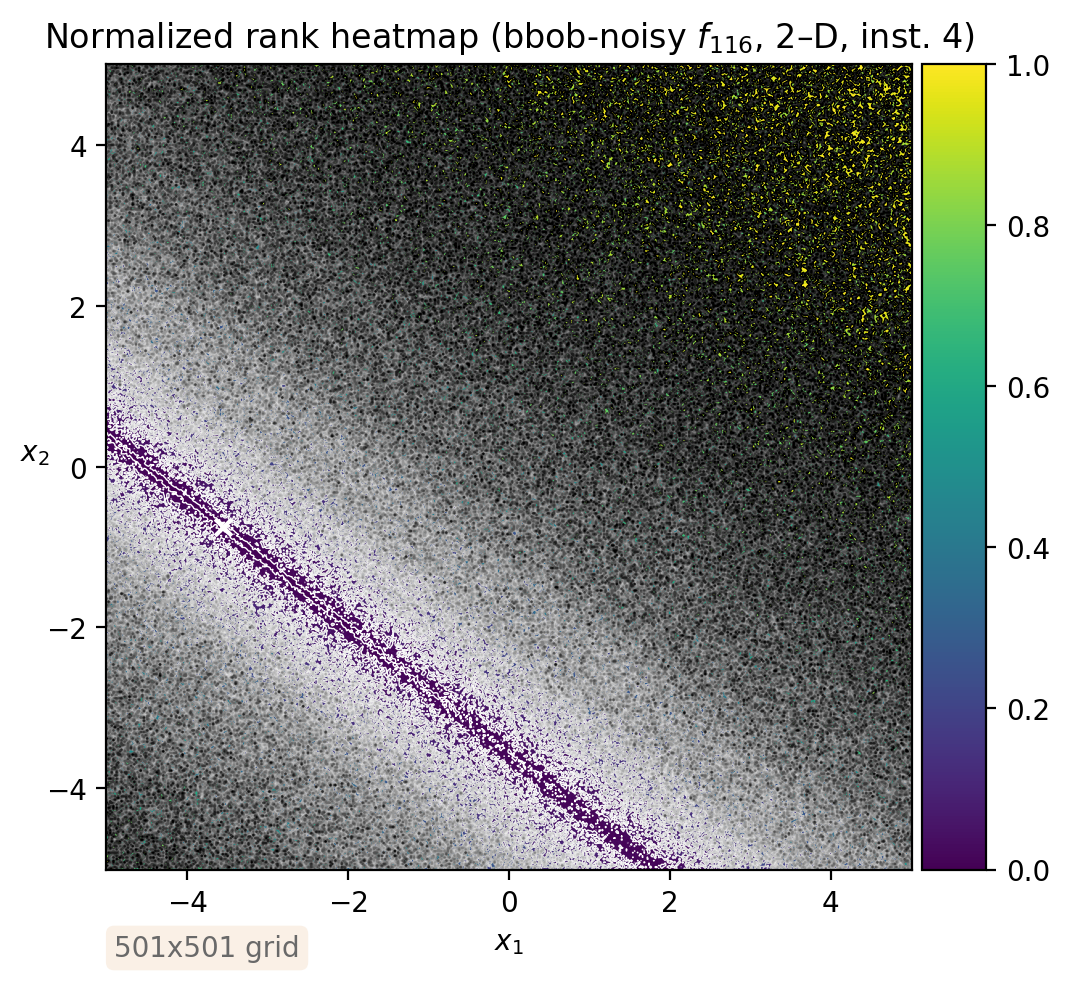 Normalized rank heatmap (bbob-noisy f₁₁₆, 2–D, inst. 4)
1.0
0.8
0.6
0.4
0.2
0.0
4
2
0
−2
−4
x₂
−4 −2 0 2 4
x₁
501x501 grid